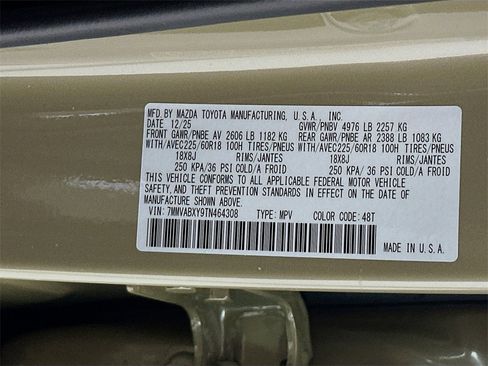 MFD. BY MAZDA TOYOTA MANUFACTURING, U.S.A., INC.
DATE 12/25 GVWR/PNBV 4976 LB 2257 KG
FRONT GAWR/PNBE AV 2606 LB 1182 KG REAR GAWR/PNBE AR 2388 LB 1083 KG
WITH/AVEC225/60R18 100H TIRES/PNEUS WITH/AVEC225/60R18 100H TIRES/PNEUS
18X8J RIMS/JANTES 18X8J RIMS/JANTES
250 KPA/36 PSI COLD/A FROID 250 KPA/36 PSI COLD/A FROID
THIS VEHICLE CONFORMS TO ALL APPLICABLE FEDERAL MOTOR VEHICLE
SAFETY, AND THEFT PREVENTION STANDARDS IN EFFECT ON THE DATE OF
MANUFACTURE SHOWN ABOVE.
VIN: 7MMVABXY9TN464308 TYPE: MPV COLOR CODE: 48T
MADE IN U.S.A.